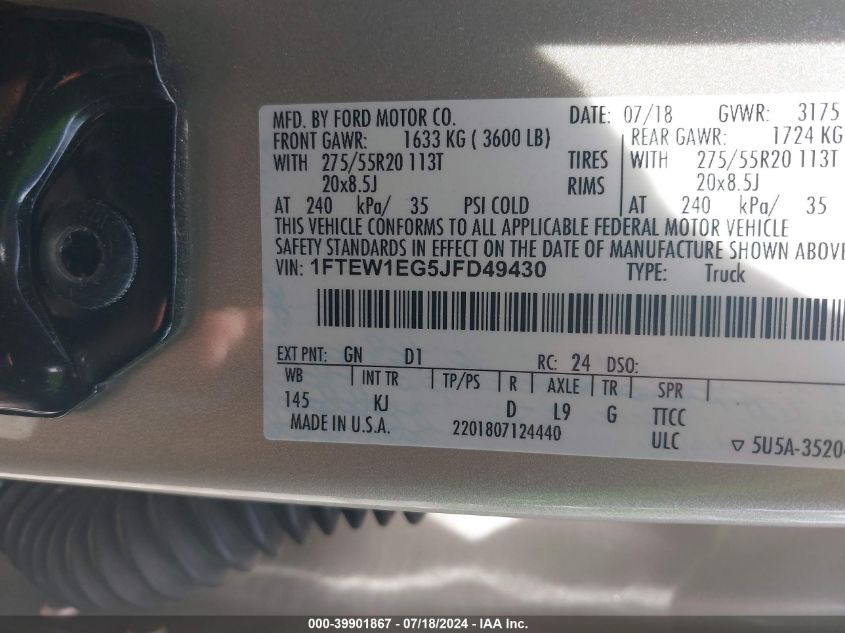 MFD. BY FORD MOTOR CO. DATE: 07/18 GVWR: 3175
FRONT GAWR: 1633 KG ( 3600 LB) REAR GAWR: 1724 KG
WITH 275/55R20 113T TIRES WITH 275/55R20 113T
20x8.5J RIMS 20x8.5J
AT 240 kPa/ 35 PSI COLD AT 240 kPa/ 35
THIS VEHICLE CONFORMS TO ALL APPLICABLE FEDERAL MOTOR VEHICLE
SAFETY STANDARDS IN EFFECT ON THE DATE OF MANUFACTURE SHOWN ABOVE
VIN: 1FTEW1EG5JFD49430 TYPE: Truck
EXT PNT: GN D1 RC: 24 DSO:
WB INT TR TP/PS R AXLE TR SPR
145 KJ D L9 G TTCC
MADE IN U.S.A. 2201807124440 ULC ▽ 5U5A-3520
000-39901867 - 07/18/2024 - IAA Inc.